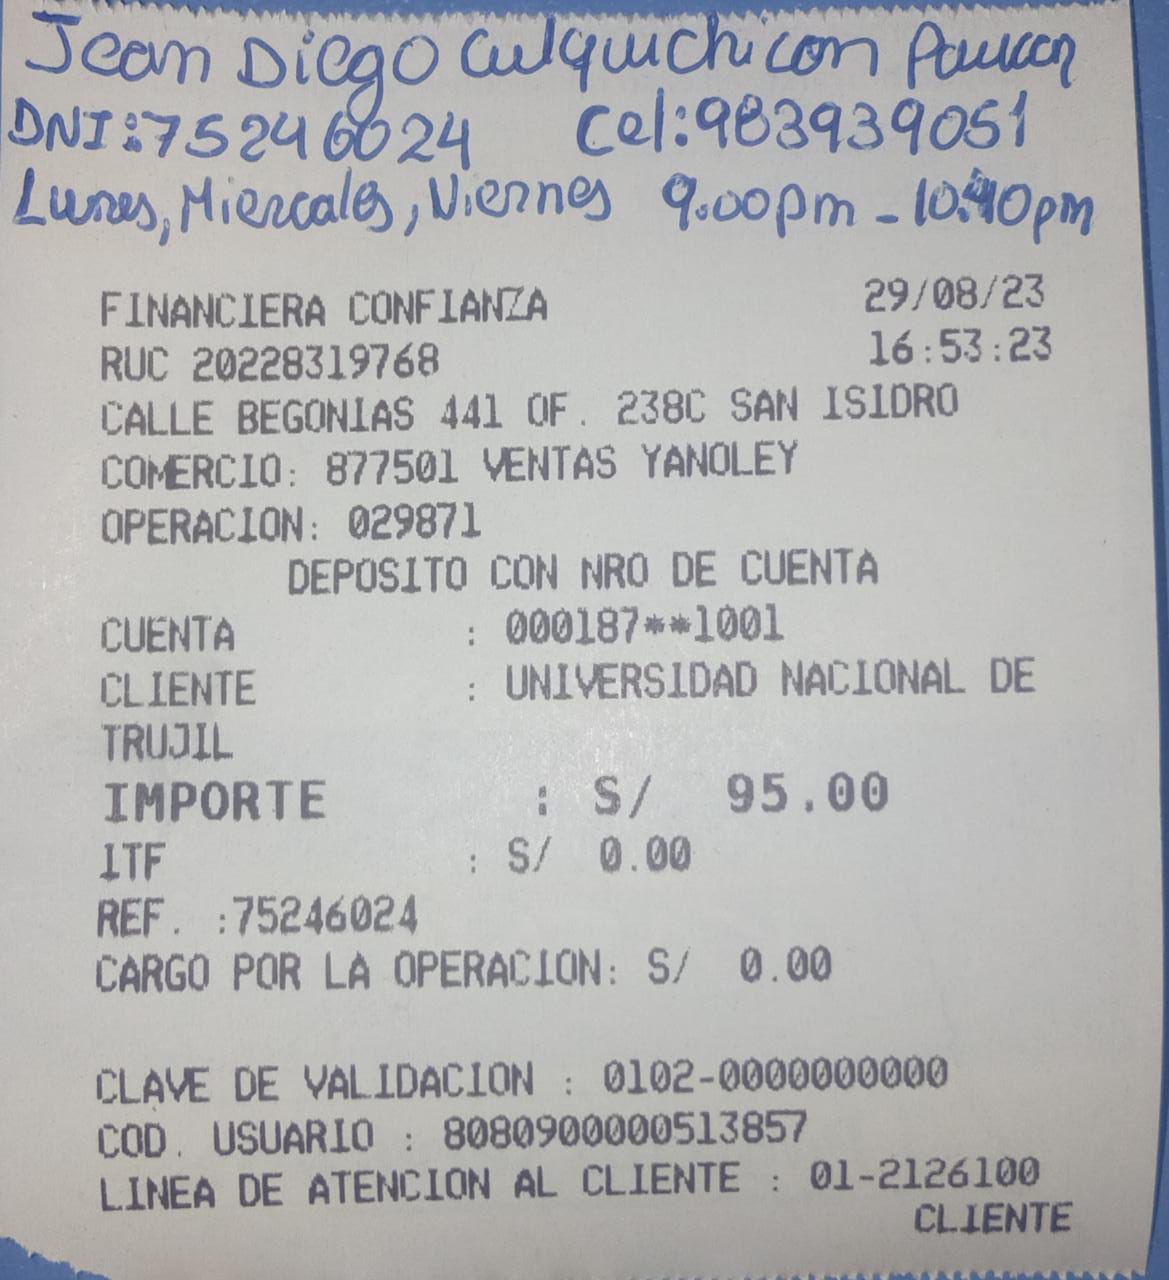 Jean Diego Culquichicon Paucar
DNI:75246024 Cel:983939051
Lunes, Miercales, Viernes 9:00pm - 10:40pm
FINANCIERA CONFIANZA 29/08/23
RUC 20228319768 16:53:23
CALLE BEGONIAS 441 OF. 238C SAN ISIDRO
COMERCIO: 877501 VENTAS YANOLEY
OPERACION: 029871
DEPOSITO CON NRO DE CUENTA
CUENTA : 000187**1001
CLIENTE : UNIVERSIDAD NACIONAL DE
TRUJIL
IMPORTE : S/ 95.00
ITF : S/ 0.00
REF. :75246024
CARGO POR LA OPERACION: S/ 0.00
CLAVE DE VALIDACION : 0102-0000000000
COD. USUARIO : 8080900000513857
LINEA DE ATENCION AL CLIENTE : 01-2126100
CLIENTE